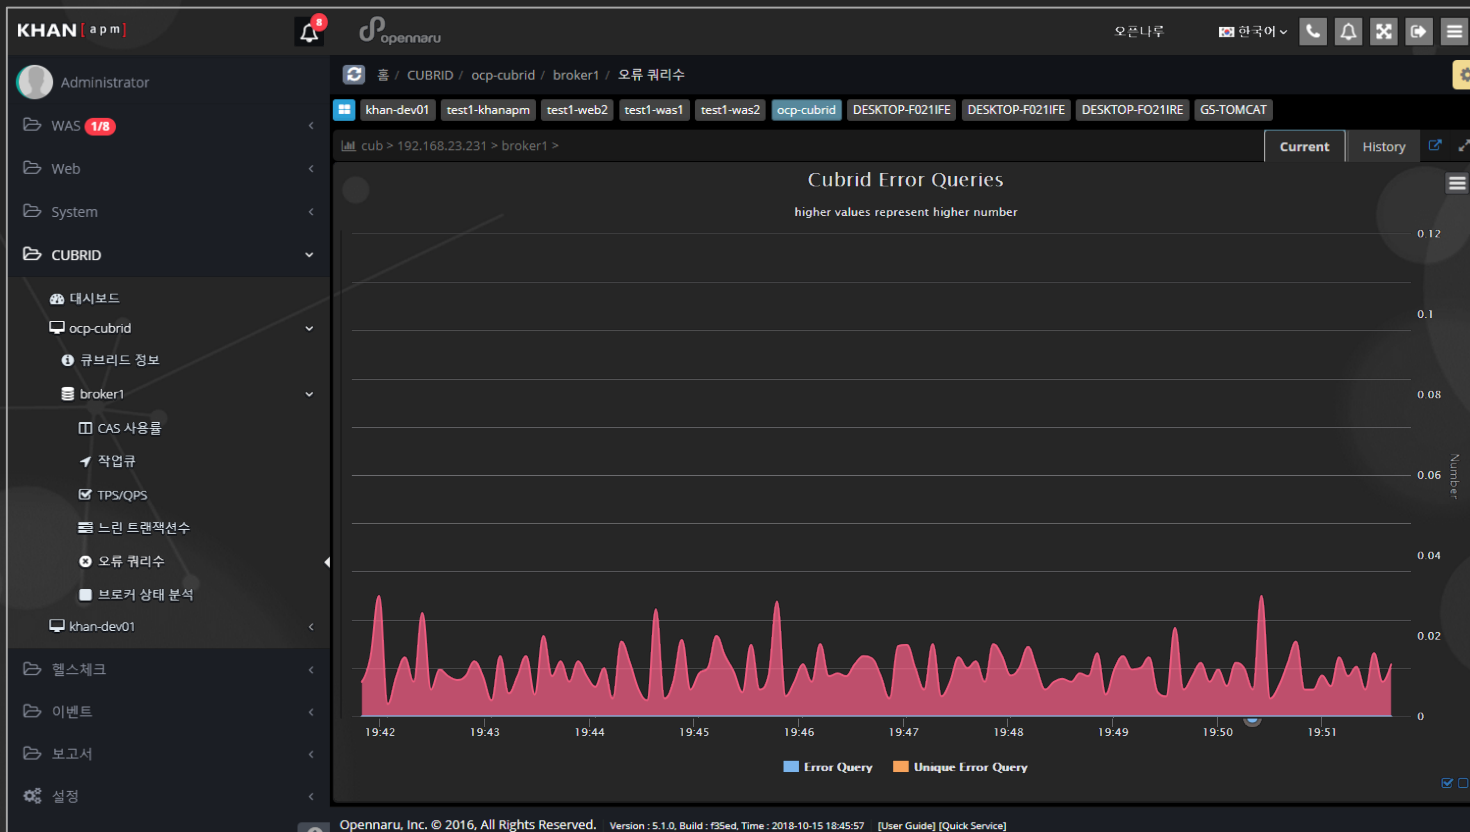 KHAN [apm]
8
opennaru
오픈나루
한국어
Administrator
홈 / CUBRID / ocp-cubrid / broker1 / 오류 쿼리수
WAS 1/8
khan-dev01 test1-khanapm test1-web2 test1-was1 test1-was2 ocp-cubrid DESKTOP-F021IFE DESKTOP-F021IFE DESKTOP-FO21IRE GS-TOMCAT
cub > 192.168.23.231 > broker1 >
Current
History
Web
System
CUBRID
대시보드
ocp-cubrid
큐브리드 정보
broker1
CAS 사용률
작업큐
TPS/QPS
느린 트랜잭션수
오류 쿼리수
브로커 상태 분석
khan-dev01
헬스체크
이벤트
보고서
설정
Cubrid Error Queries
higher values represent higher number
0.12
0.1
0.08
0.06
0.04
0.02
0
Number
19:42 19:43 19:44 19:45 19:46 19:47 19:48 19:49 19:50 19:51
Error Query Unique Error Query
Opennaru, Inc. © 2016, All Rights Reserved. Version : 5.1.0, Build : f35ed, Time : 2018-10-15 18:45:57 [User Guide] [Quick Service]